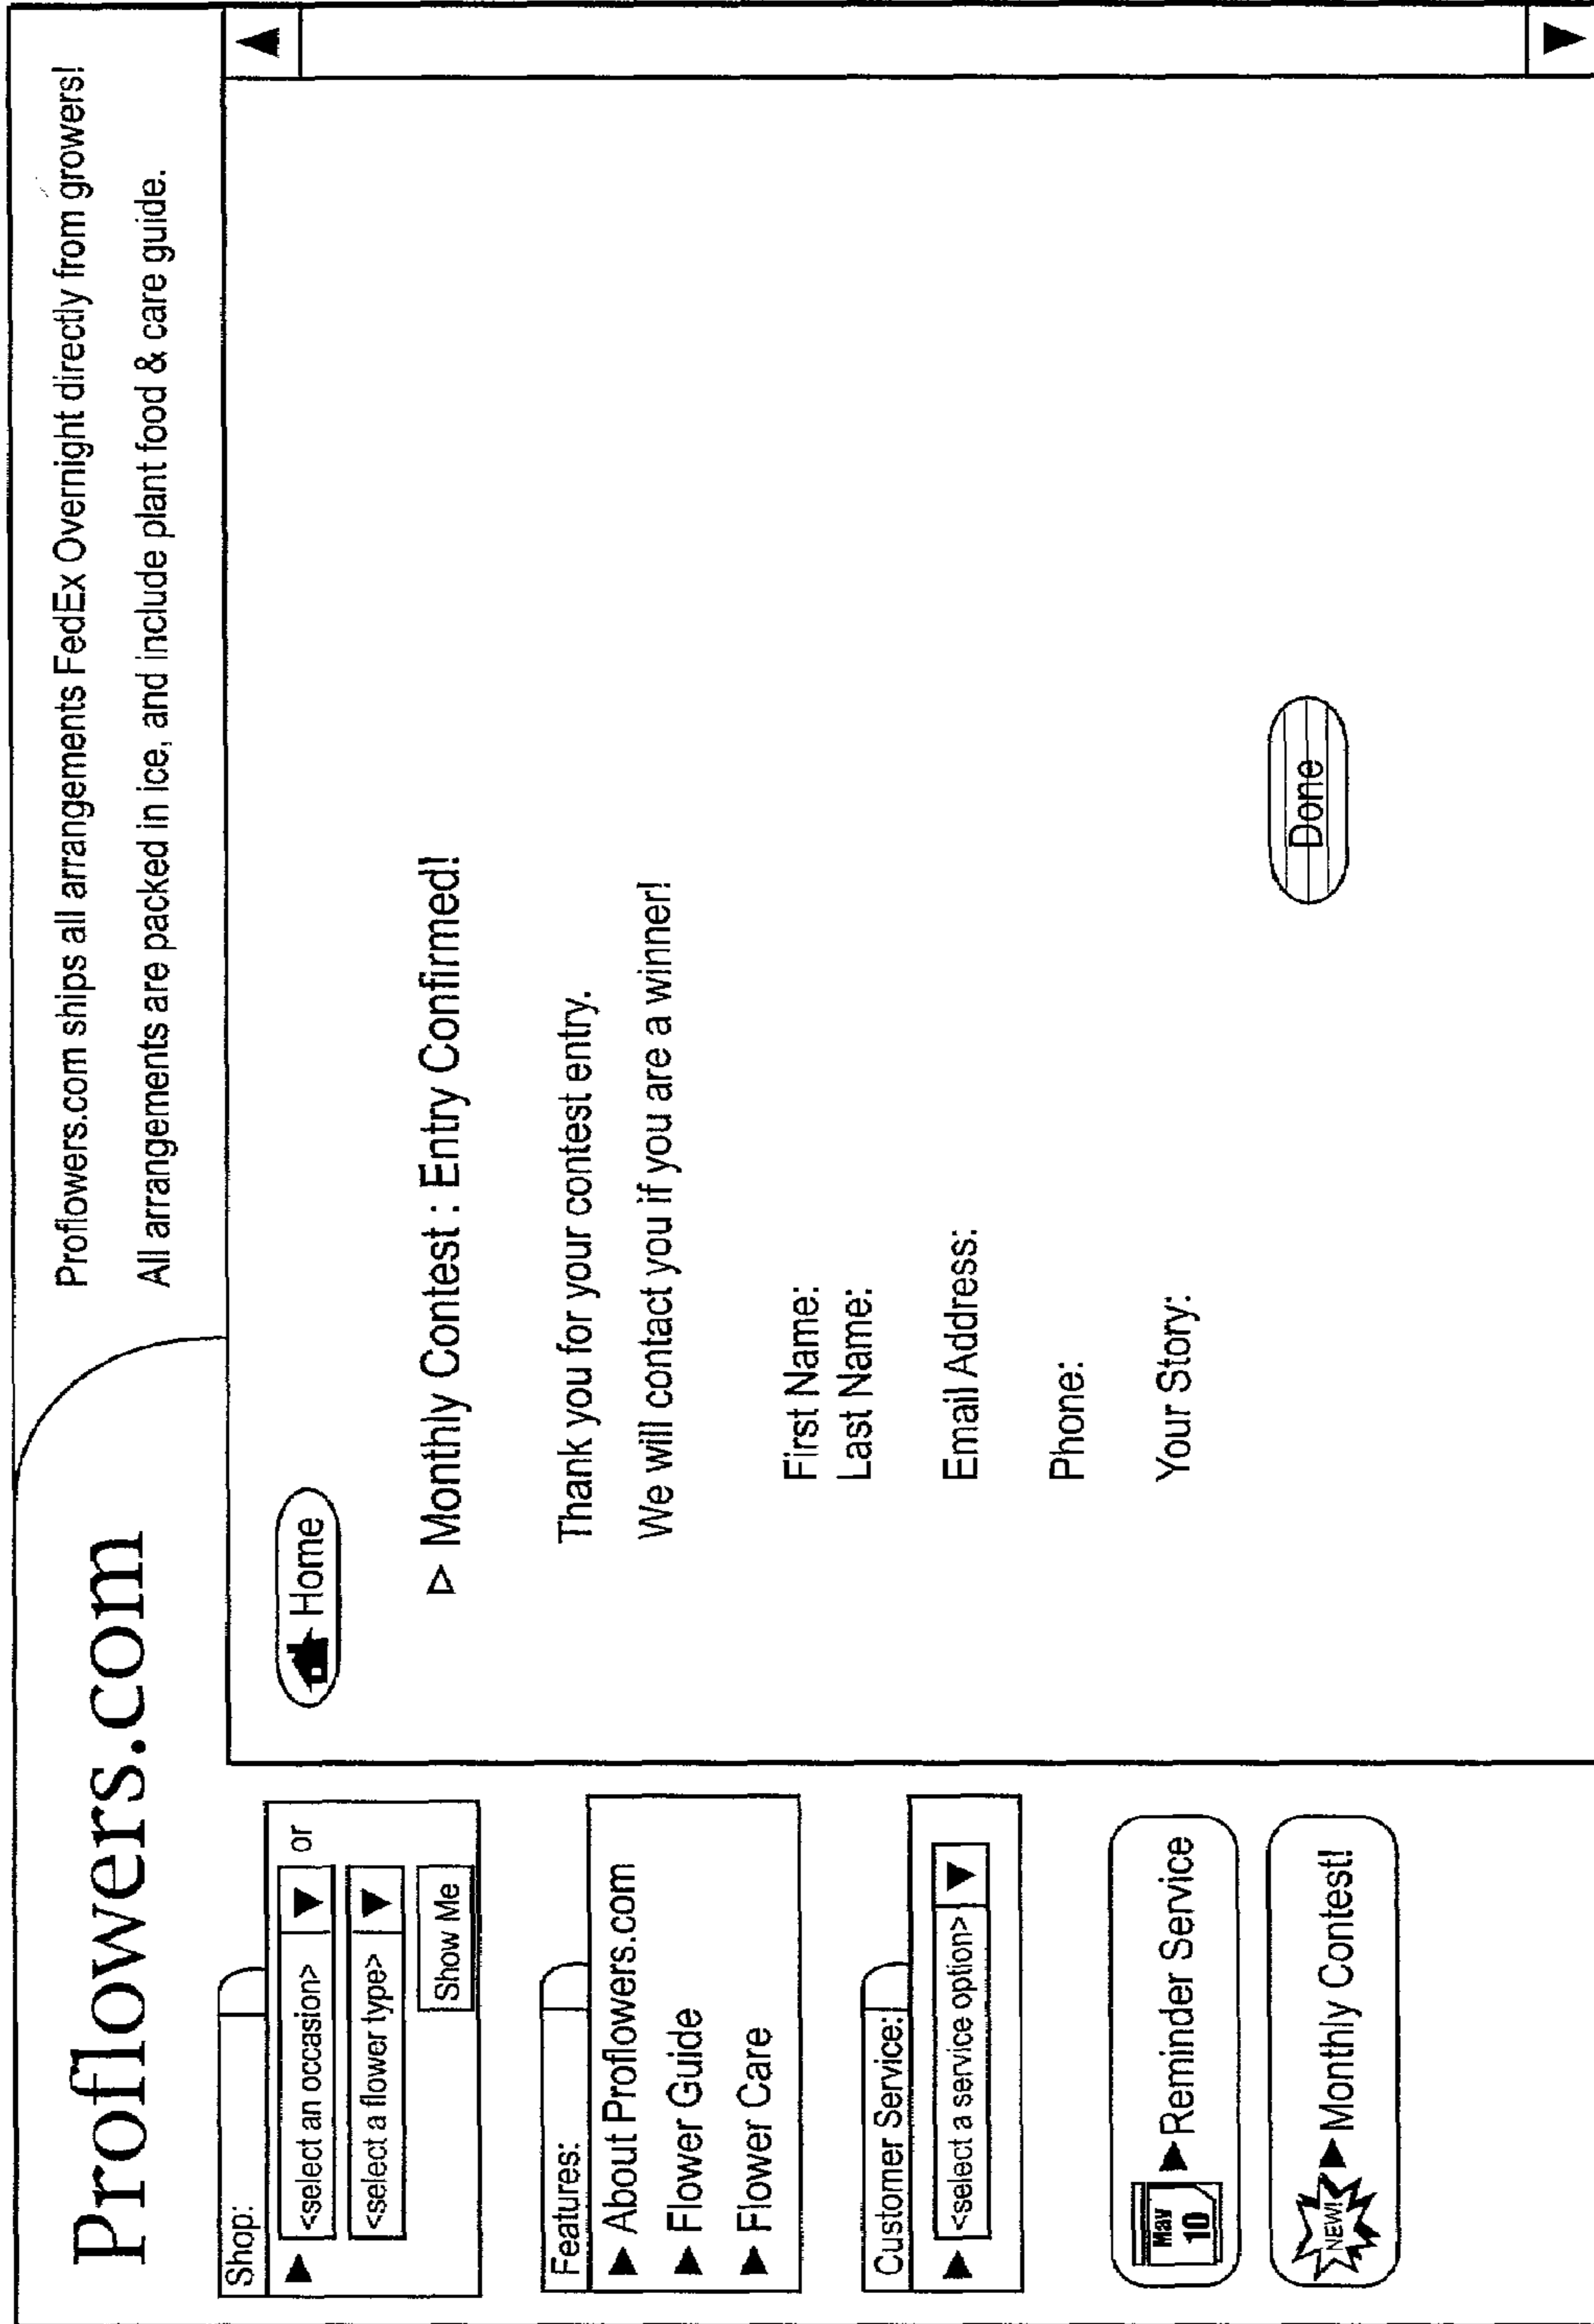 Proflowers.com
Proflowers.com ships all arrangements FedEx Overnight directly from growers!
All arrangements are packed in ice, and include plant food & care guide.
Shop:
<select an occasion> or
<select a flower type>
Show Me
Features:
About Proflowers.com
Flower Guide
Flower Care
Customer Service:
<select a service option>
May
10
Reminder Service
NEW!
Monthly Contest!
Home
Monthly Contest : Entry Confirmed!
Thank you for your contest entry.
We will contact you if you are a winner!
First Name:
Last Name:
Email Address:
Phone:
Your Story:
Done